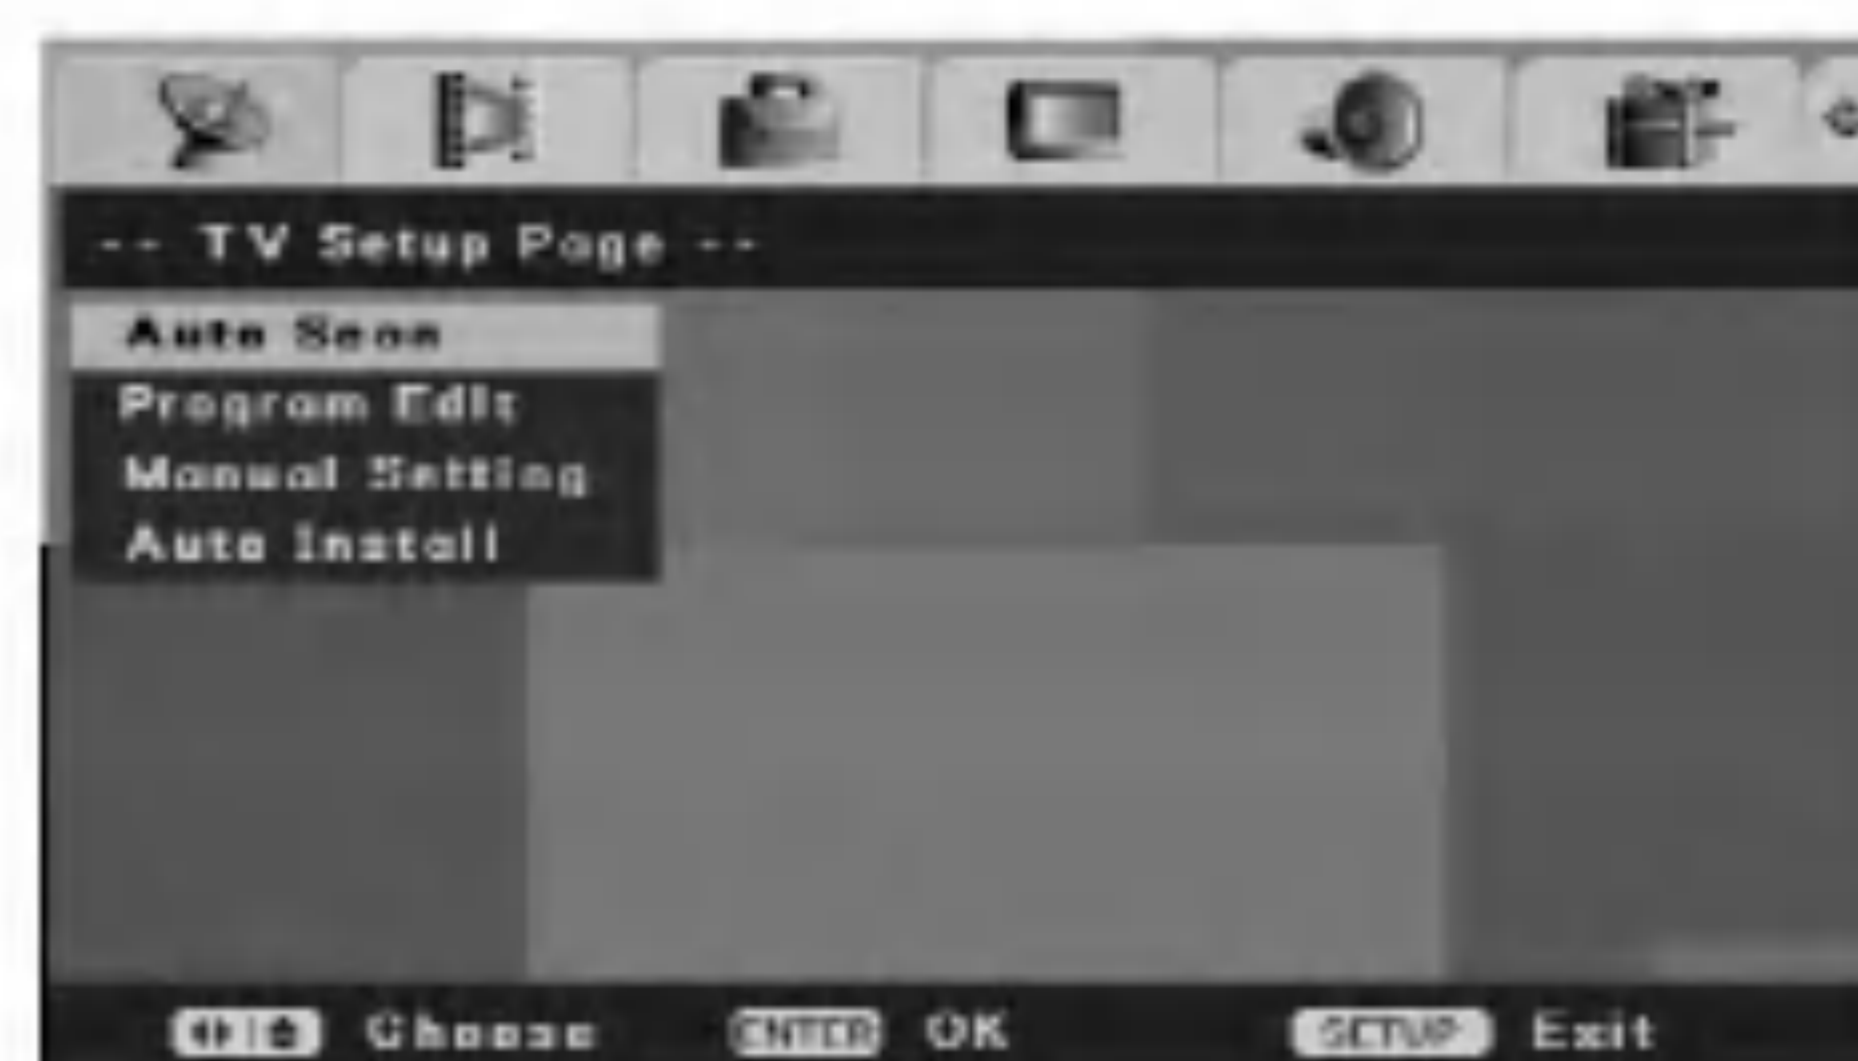 -- TV Setup Page --
Auto Scan
Program Edit
Manual Setting
Auto Install
Choose ENTER OK SETUP Exit